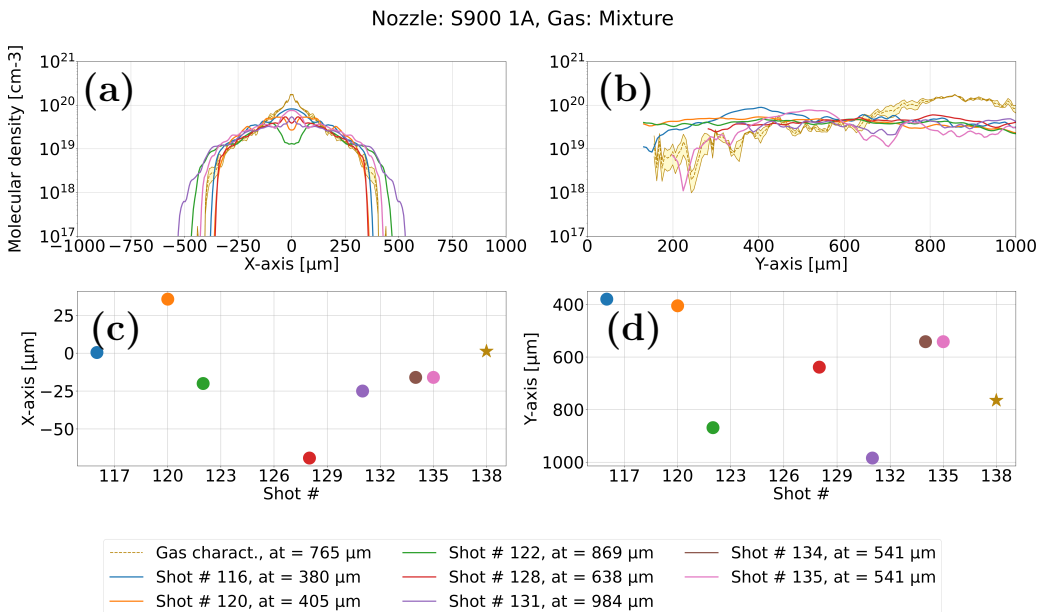 Nozzle: S900 1A, Gas: Mixture
Molecular density [cm-3]
10^21
10^20
10^19
10^18
10^17
(a)
−1000 −750 −500 −250 0 250 500 750 1000
X-axis [µm]
10^21
10^20
10^19
10^18
10^17
(b)
0 200 400 600 800 1000
Y-axis [µm]
X-axis [µm]
25
0
−25
−50
(c)
117 120 123 126 129 132 135 138
Shot #
Y-axis [µm]
400
600
800
1000
(d)
117 120 123 126 129 132 135 138
Shot #
Gas charact., at = 765 µm
Shot # 116, at = 380 µm
Shot # 120, at = 405 µm
Shot # 122, at = 869 µm
Shot # 128, at = 638 µm
Shot # 131, at = 984 µm
Shot # 134, at = 541 µm
Shot # 135, at = 541 µm